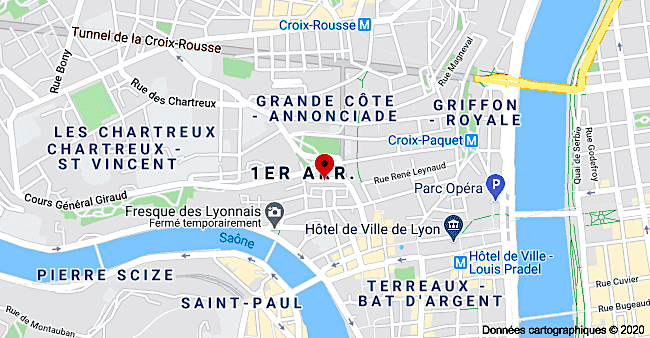 Croix-Rousse M
Tunnel de la Croix-Rousse
Rue Bony
Rue Magneval
Rue des Chartreux
GRANDE CÔTE
- ANNONCIADE
GRIFFON
- ROYALE
LES CHARTREUX
CHARTREUX -
ST VINCENT
Croix-Paquet M
Quai de Serbie
Rue Godefroy
1ER ARR.
Rue René Leynaud
Parc Opéra P
Cours Général Giraud
Fresque des Lyonnais
Fermé temporairement
Hôtel de Ville de Lyon
Saône
M Hôtel de Ville -
Louis Pradel
PIERRE SCIZE
Rue Cuvier
TERREAUX -
BAT D'ARGENT
SAINT-PAUL
Rue Bugeaud
Rue de Montauban
Données cartographiques © 2020